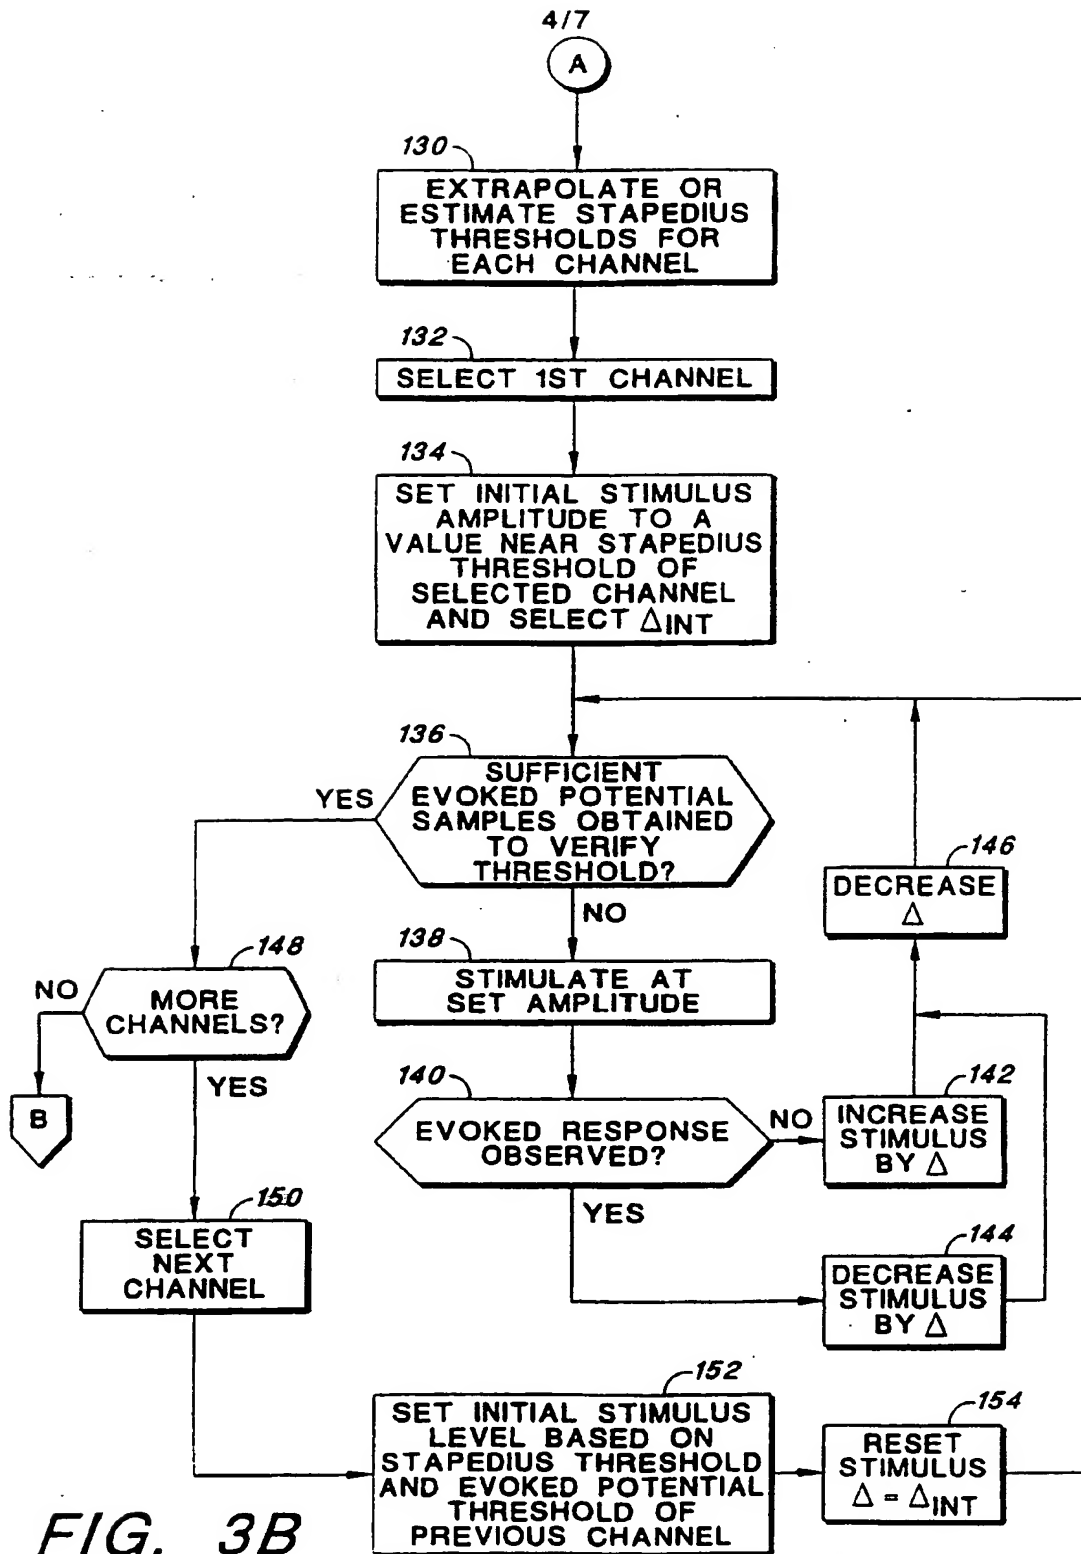 4/7
A
130
EXTRAPOLATE OR
ESTIMATE STAPEDIUS
THRESHOLDS FOR
EACH CHANNEL
132
SELECT 1ST CHANNEL
134
SET INITIAL STIMULUS
AMPLITUDE TO A
VALUE NEAR STAPEDIUS
THRESHOLD OF
SELECTED CHANNEL
AND SELECT ΔINT
136
SUFFICIENT
EVOKED POTENTIAL
SAMPLES OBTAINED
TO VERIFY
THRESHOLD?
YES
NO
146
DECREASE
Δ
138
STIMULATE AT
SET AMPLITUDE
148
MORE
CHANNELS?
NO
YES
B
140
EVOKED RESPONSE
OBSERVED?
NO
YES
142
INCREASE
STIMULUS
BY Δ
144
DECREASE
STIMULUS
BY Δ
150
SELECT
NEXT
CHANNEL
152
SET INITIAL STIMULUS
LEVEL BASED ON
STAPEDIUS THRESHOLD
AND EVOKED POTENTIAL
THRESHOLD OF
PREVIOUS CHANNEL
154
RESET
STIMULUS
Δ = ΔINT
FIG. 3B